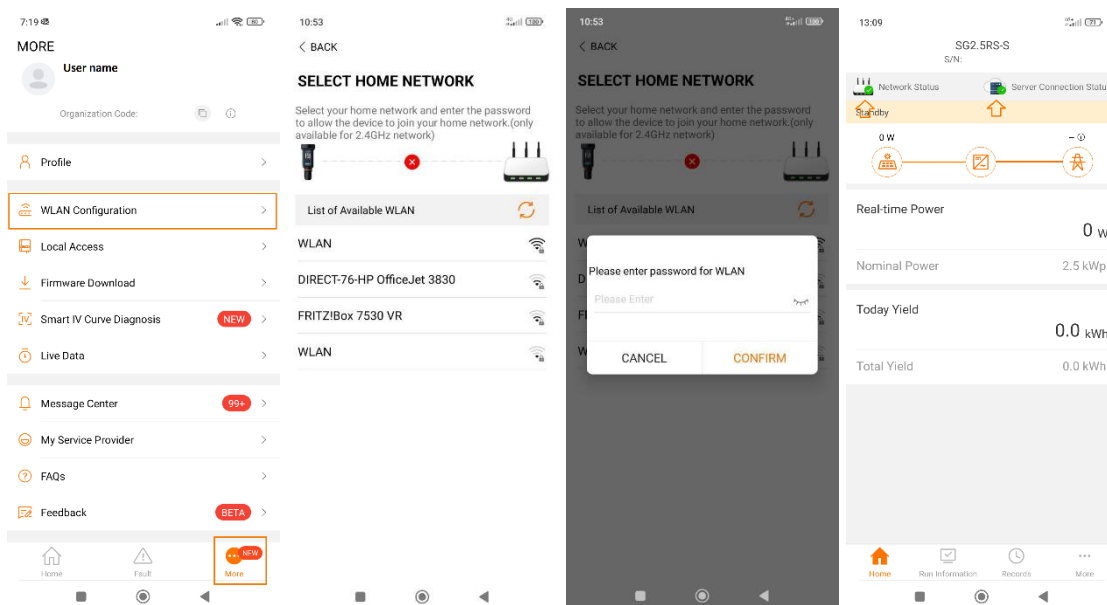 7:19
80
MORE
User name
Organization Code:
Profile
WLAN Configuration
Local Access
Firmware Download
Smart IV Curve Diagnosis
NEW
Live Data
Message Center
99+
My Service Provider
FAQs
Feedback
BETA
NEW
Home
Fault
More
10:53
100
< BACK
SELECT HOME NETWORK
Select your home network and enter the password
to allow the device to join your home network.(only
available for 2.4GHz network)
List of Available WLAN
WLAN
DIRECT-76-HP OfficeJet 3830
FRITZ!Box 7530 VR
WLAN
10:53
100
< BACK
SELECT HOME NETWORK
Select your home network and enter the password
to allow the device to join your home network.(only
available for 2.4GHz network)
List of Available WLAN
W
D
Please enter password for WLAN
Please Enter
F
W
CANCEL
CONFIRM
13:09
71
SG2.5RS-S
S/N:
Network Status
Server Connection Statu
Standby
0 W
--
Real-time Power
0 W
Nominal Power
2.5 kWp
Today Yield
0.0 kWh
Total Yield
0.0 kWh
Home
Run Information
Records
More